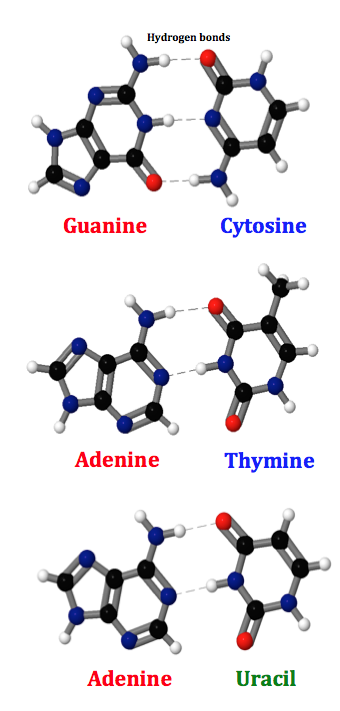 Hydrogen bonds
Guanine Cytosine
Adenine Thymine
Adenine Uracil